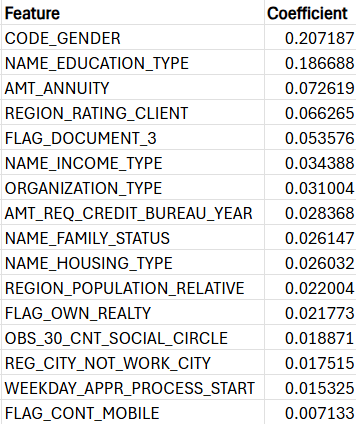 Feature Coefficient
CODE_GENDER 0.207187
NAME_EDUCATION_TYPE 0.186688
AMT_ANNUITY 0.072619
REGION_RATING_CLIENT 0.066265
FLAG_DOCUMENT_3 0.053576
NAME_INCOME_TYPE 0.034388
ORGANIZATION_TYPE 0.031004
AMT_REQ_CREDIT_BUREAU_YEAR 0.028368
NAME_FAMILY_STATUS 0.026147
NAME_HOUSING_TYPE 0.026032
REGION_POPULATION_RELATIVE 0.022004
FLAG_OWN_REALTY 0.021773
OBS_30_CNT_SOCIAL_CIRCLE 0.018871
REG_CITY_NOT_WORK_CITY 0.017515
WEEKDAY_APPR_PROCESS_START 0.015325
FLAG_CONT_MOBILE 0.007133